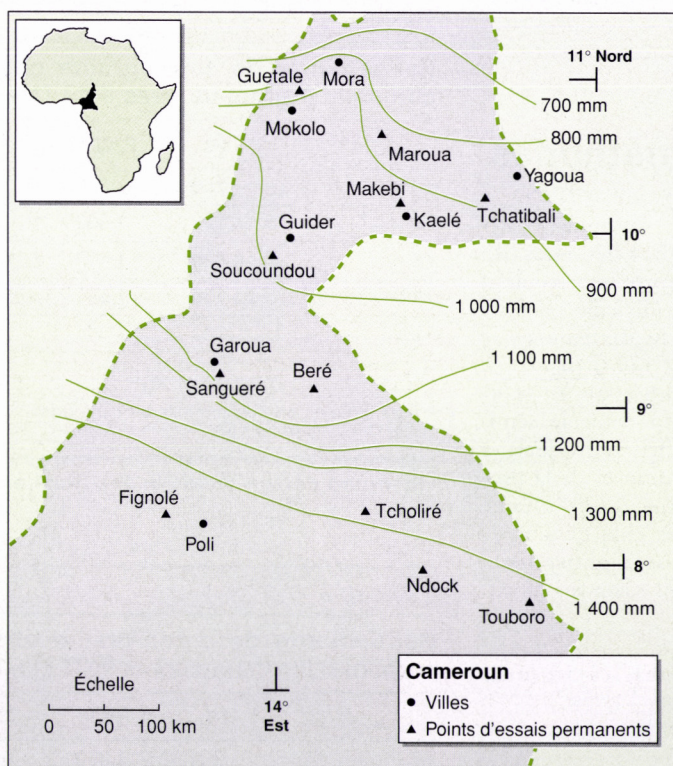 11° Nord
700 mm
Guetale
Mora
800 mm
Mokolo
Maroua
Yagoua
Makebi
Tchatibali
Kaelé
Guider
10°
Soucoundou
900 mm
1 000 mm
Garoua
1 100 mm
Sangueré
Beré
9°
1 200 mm
Fignolé
Tcholiré
1 300 mm
Poli
8°
Ndock
1 400 mm
Touboro
Cameroun
Échelle
Villes
14°
Est
0 50 100 km
Points d'essais permanents